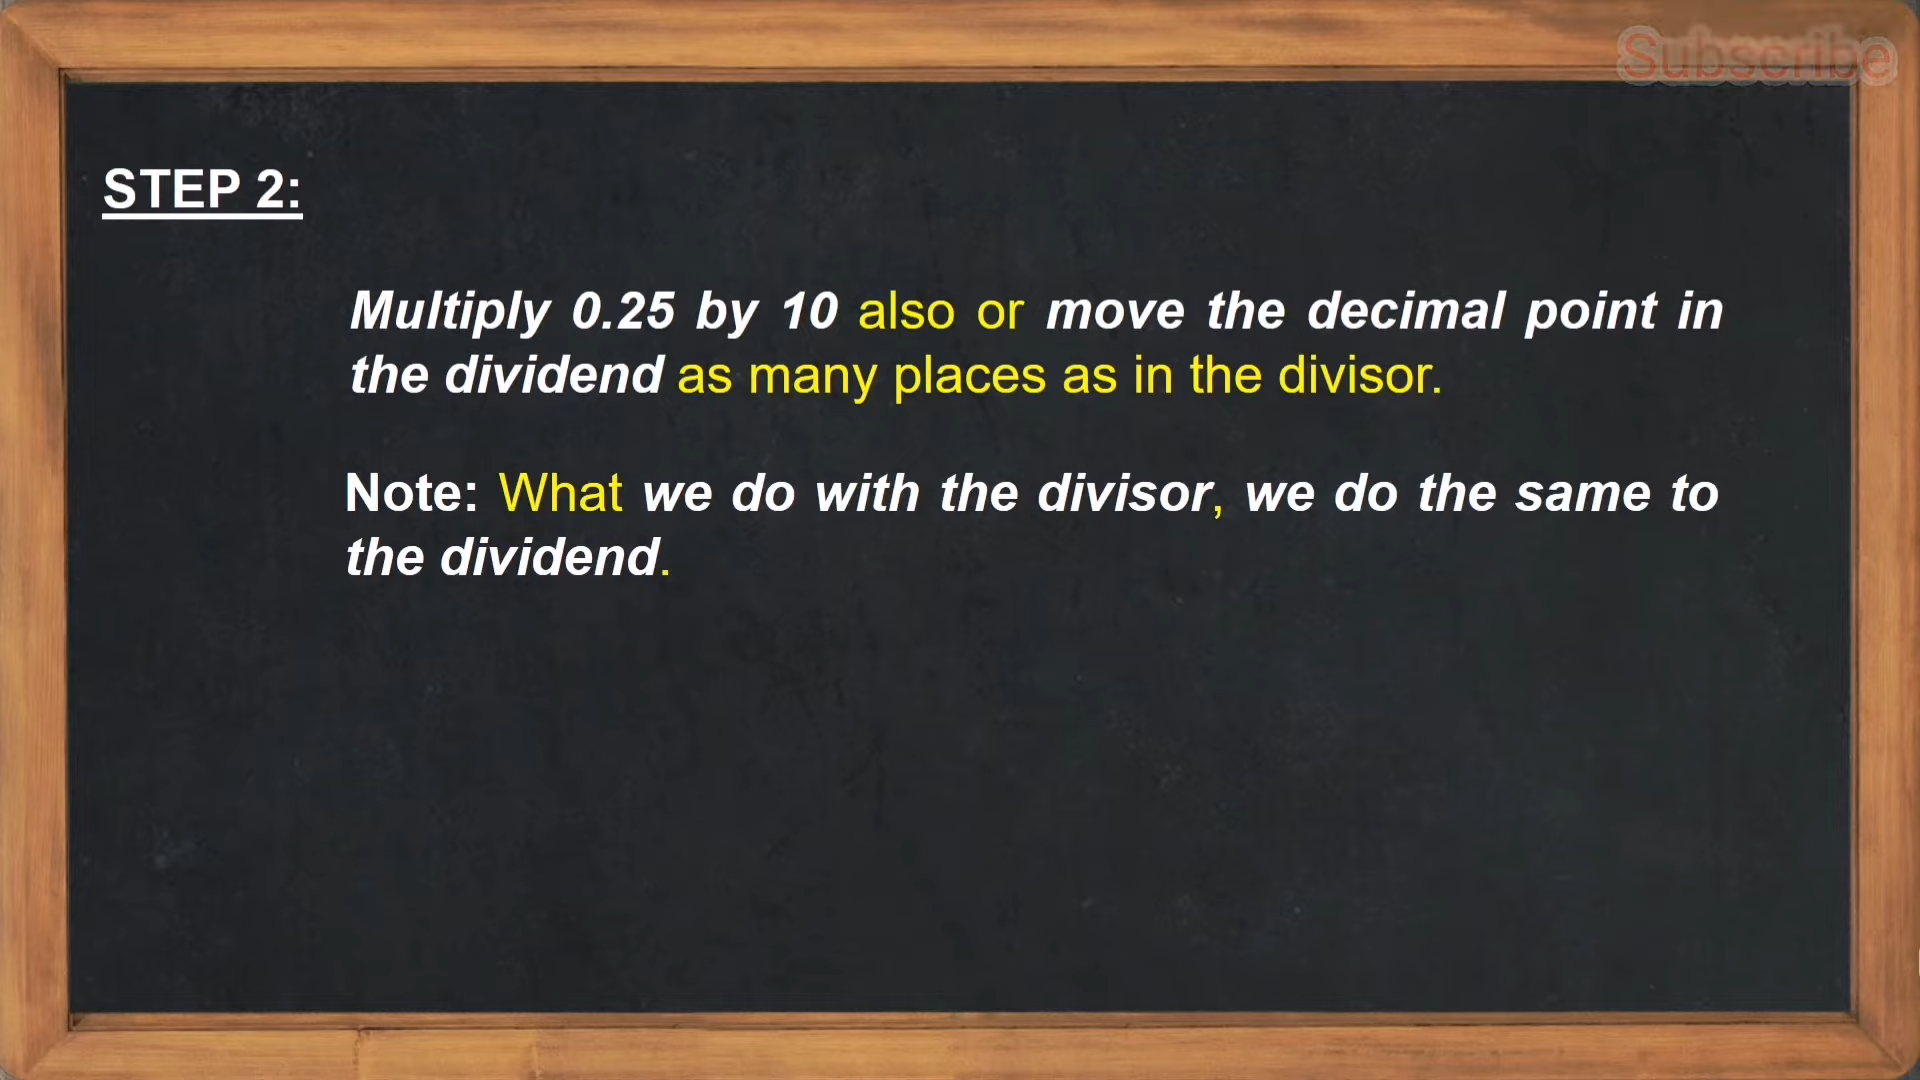 Subscribe
STEP 2:
Multiply 0.25 by 10 also or move the decimal point in
the dividend as many places as in the divisor.
Note: What we do with the divisor, we do the same to
the dividend.